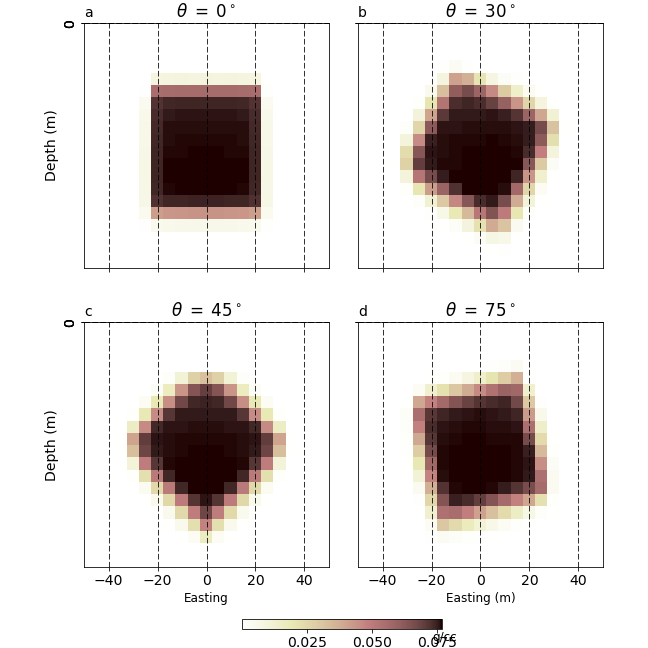 a θ = 0° b θ = 30°
0
Depth (m)
c θ = 45° d θ = 75°
0
Depth (m)
−40 −20 0 20 40 −40 −20 0 20 40
Easting Easting (m)
g/cc
0.025 0.050 0.075